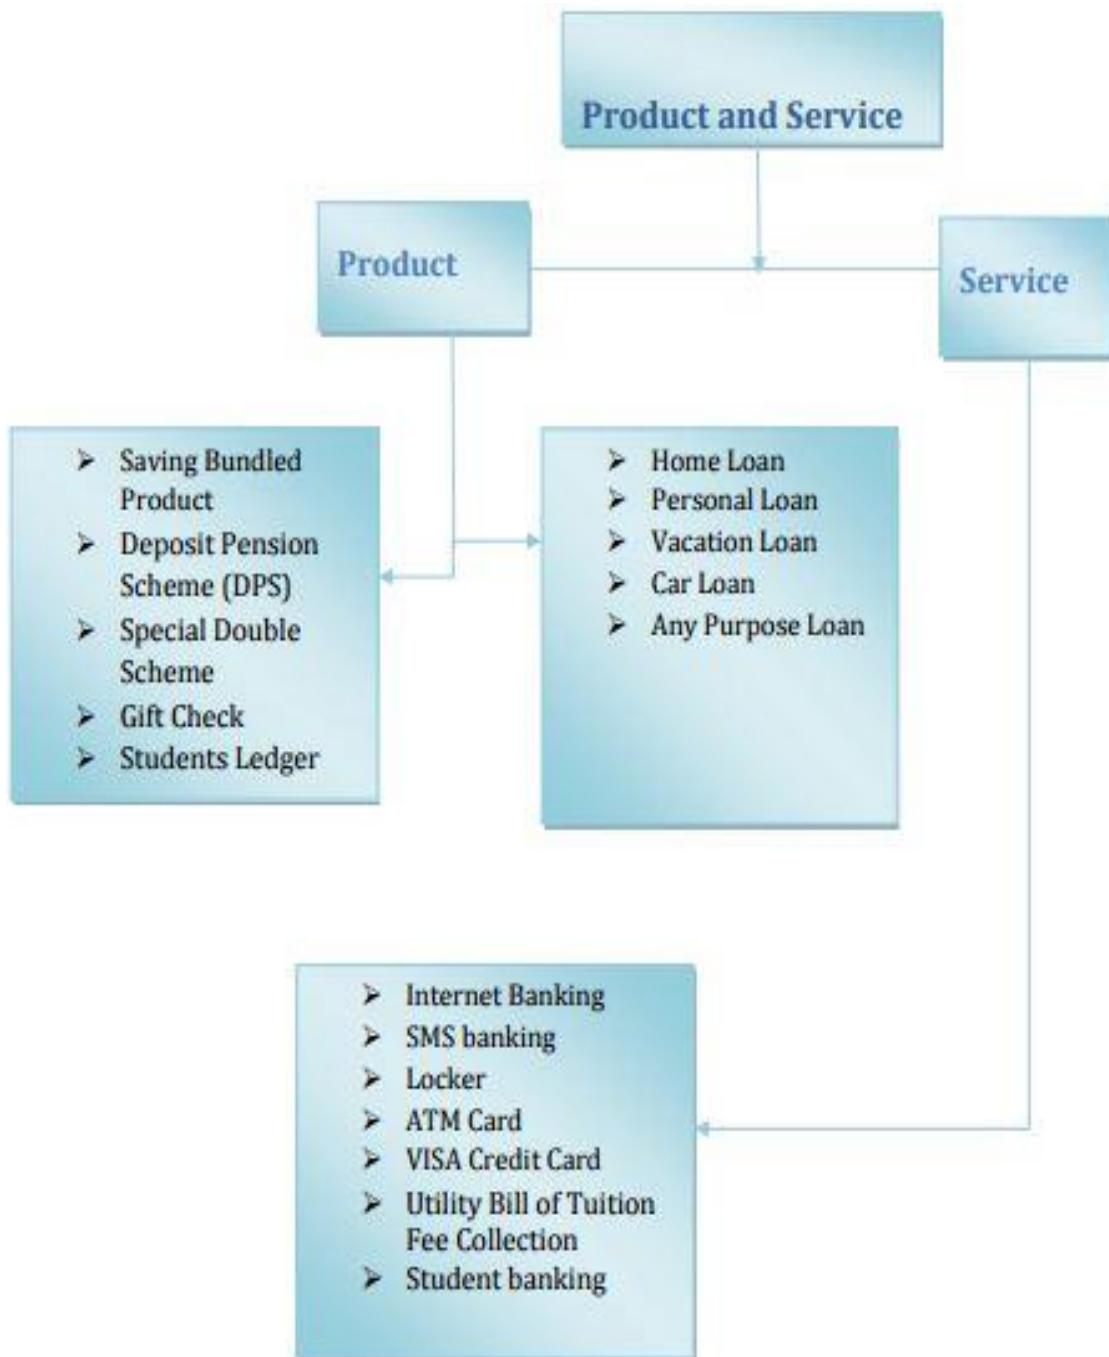 Product and Service
Product
Service
➢ Saving Bundled
Product
➢ Deposit Pension
Scheme (DPS)
➢ Special Double
Scheme
➢ Gift Check
➢ Students Ledger
➢ Home Loan
➢ Personal Loan
➢ Vacation Loan
➢ Car Loan
➢ Any Purpose Loan
➢ Internet Banking
➢ SMS banking
➢ Locker
➢ ATM Card
➢ VISA Credit Card
➢ Utility Bill of Tuition
Fee Collection
➢ Student banking